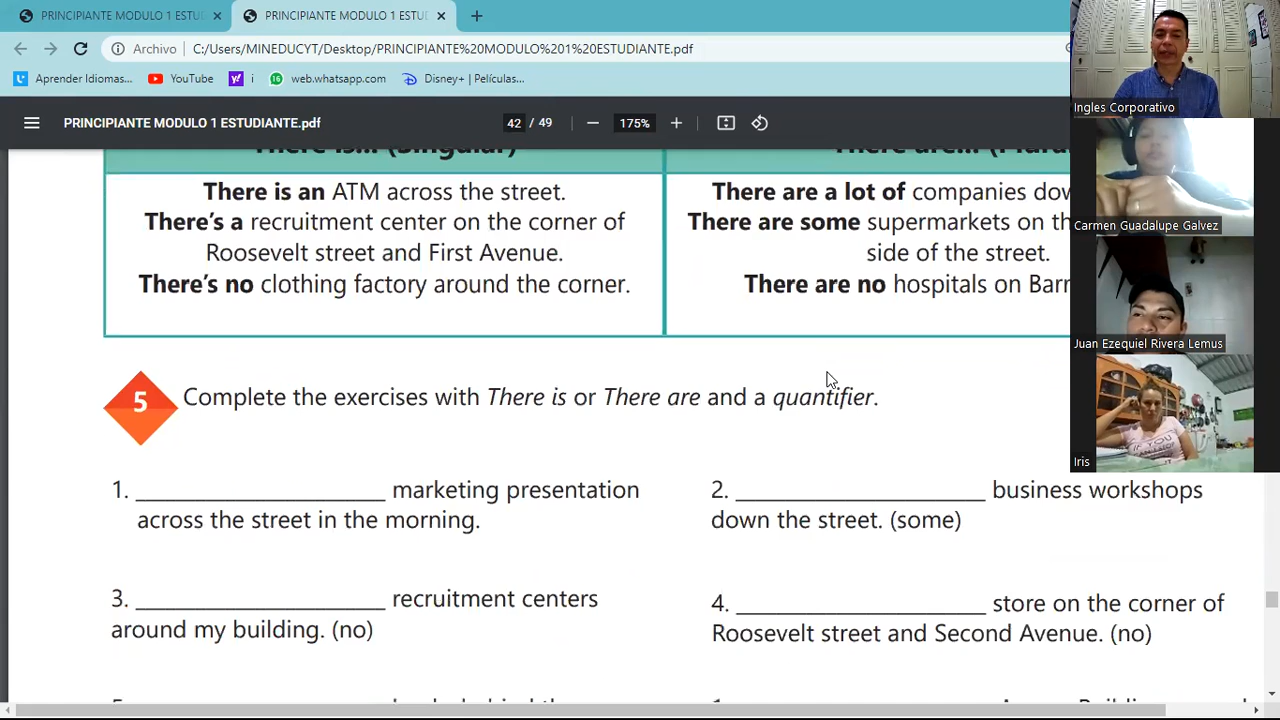 PRINCIPIANTE MODULO 1 ESTUD
PRINCIPIANTE MODULO 1 ESTUD
Archivo C:/Users/MINEDUCYT/Desktop/PRINCIPIANTE%20MODULO%201%20ESTUDIANTE.pdf
Aprender Idiomas... YouTube i web.whatsapp.com Disney+ | Películas...
PRINCIPIANTE MODULO 1 ESTUDIANTE.pdf 42 / 49 175%
There is... (Singular) There are...
There is an ATM across the street.
There's a recruitment center on the corner of
Roosevelt street and First Avenue.
There's no clothing factory around the corner.
There are a lot of companies
There are some supermarkets on
side of the street.
There are no hospitals on
5 Complete the exercises with There is or There are and a quantifier.
1. ____________________ marketing presentation
across the street in the morning.
2. ____________________ business workshops
down the street. (some)
3. ____________________ recruitment centers
around my building. (no)
4. ____________________ store on the corner of
Roosevelt street and Second Avenue. (no)
Ingles Corporativo
Carmen Guadalupe Galvez
Juan Ezequiel Rivera Lemus
Iris